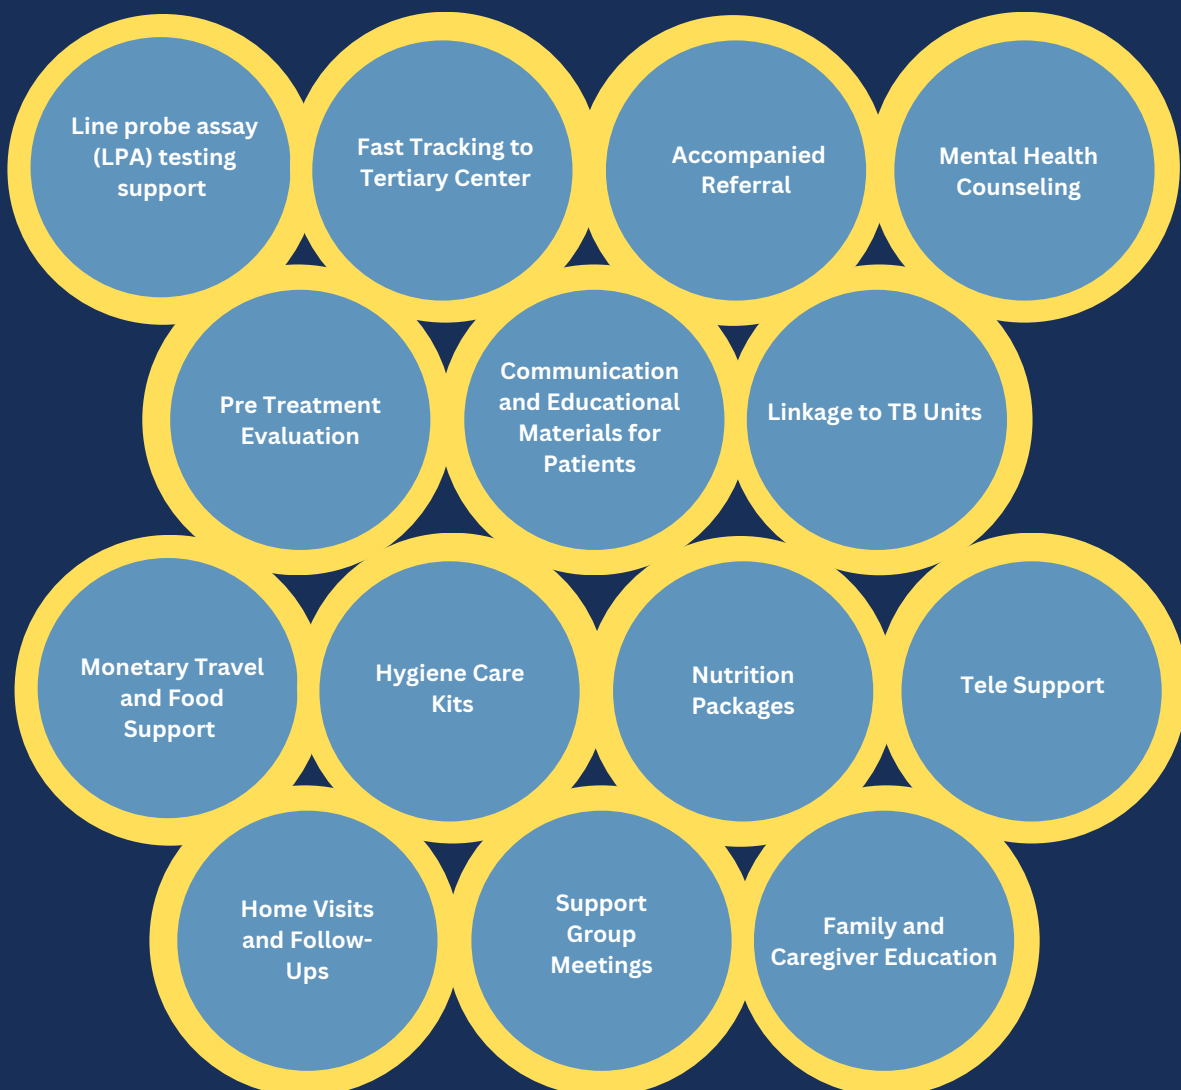 Line probe assay
(LPA) testing
support
Fast Tracking to
Tertiary Center
Accompanied
Referral
Mental Health
Counseling
Pre Treatment
Evaluation
Communication
and Educational
Materials for
Patients
Linkage to TB Units
Monetary Travel
and Food
Support
Hygiene Care
Kits
Nutrition
Packages
Tele Support
Home Visits
and Follow-
Ups
Support
Group
Meetings
Family and
Caregiver Education